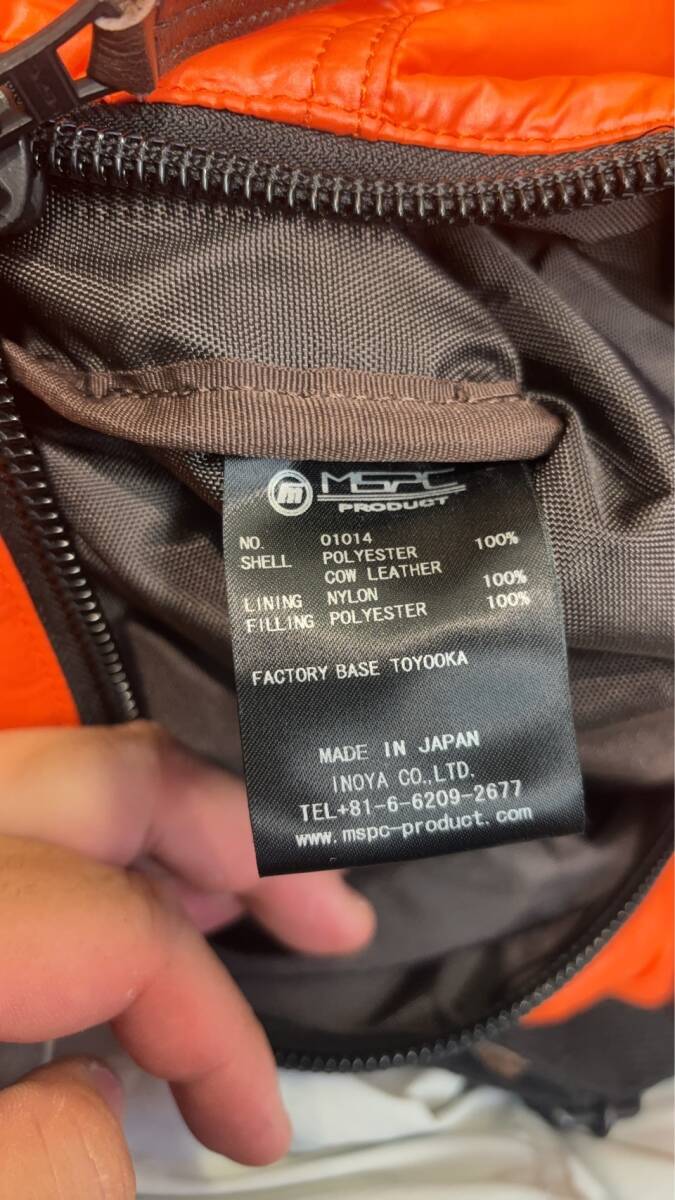 m MSPC
PRODUCT
NO. 01014
SHELL POLYESTER 100%
COW LEATHER
LINING NYLON 100%
FILLING POLYESTER 100%
FACTORY BASE TOYOOKA
MADE IN JAPAN
INOYA CO.,LTD.
TEL+81-6-6209-2677
www.mspc-product.com